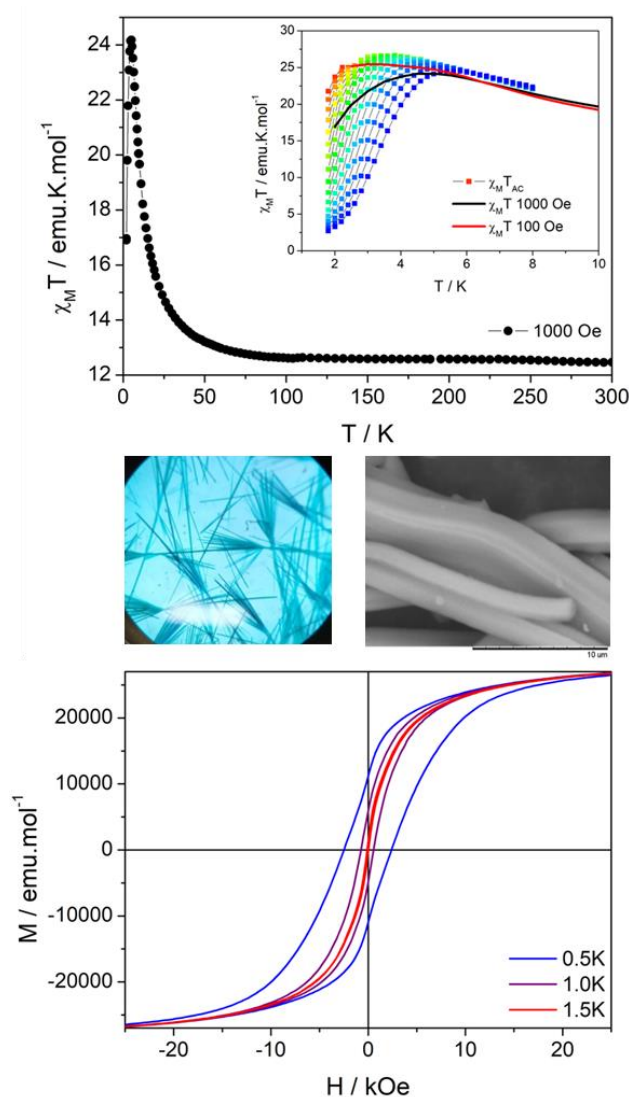 24
22
20
18
16
14
12
χMT / emu.K.mol-1
0
50
100
150
200
250
300
T / K
1000 Oe
30
25
20
15
10
5
0
χMT / emu.K.mol-1
2
4
6
8
10
T / K
χMTAC
χMT 1000 Oe
χMT 100 Oe
10 um
20000
10000
0
-10000
-20000
M / emu.mol-1
-20
-10
0
10
20
H / kOe
0.5K
1.0K
1.5K